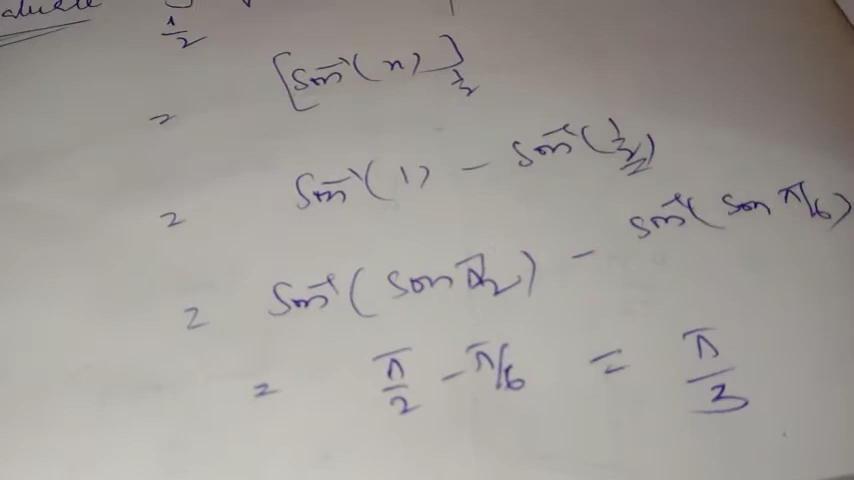 1/2
= [sin⁻¹(x)]1/2
= sin⁻¹(1) - sin⁻¹(1/2)
= sin⁻¹(sin π/2) - sin⁻¹(sin π/6)
= π/2 - π/6 = π/3